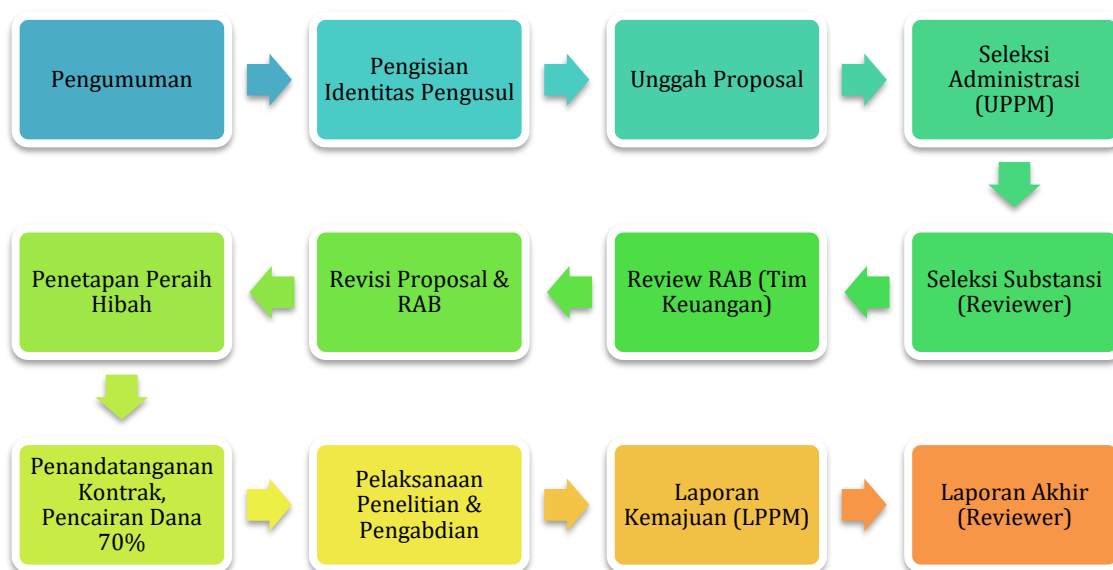 Pengumuman
Pengisian
Identitas Pengusul
Unggah Proposal
Seleksi
Administrasi
(UPPM)
Seleksi Substansi
(Reviewer)
Review RAB (Tim
Keuangan)
Revisi Proposal &
RAB
Penetapan Peraih
Hibah
Penandatanganan
Kontrak,
Pencairan Dana
70%
Pelaksanaan
Penelitian &
Pengabdian
Laporan
Kemajuan (LPPM)
Laporan Akhir
(Reviewer)